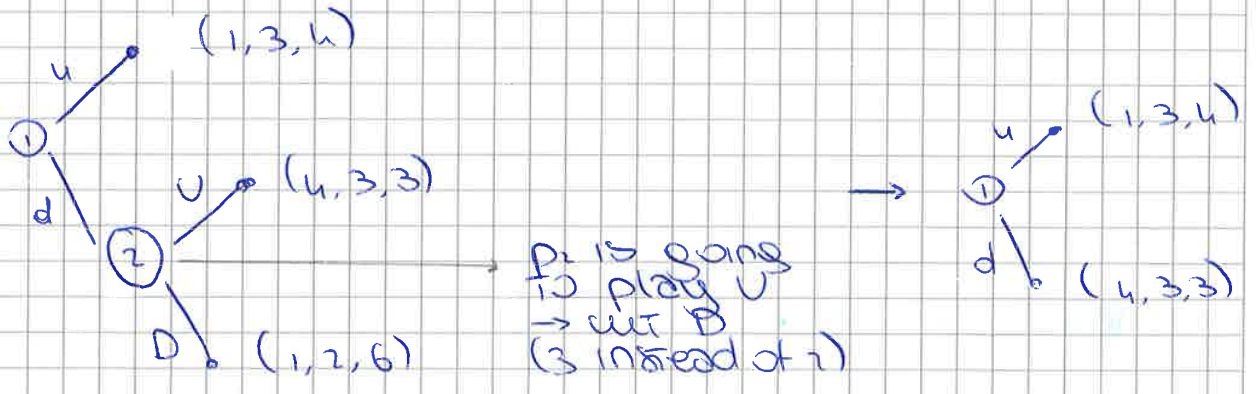 (1, 3, 4)
u
1
d
U
(4, 3, 3)
2
D
(1, 2, 6)
P2 is going
to play U
→ cut D
(3 instead of 2)
→
u
(1, 3, 4)
1
d
(4, 3, 3)